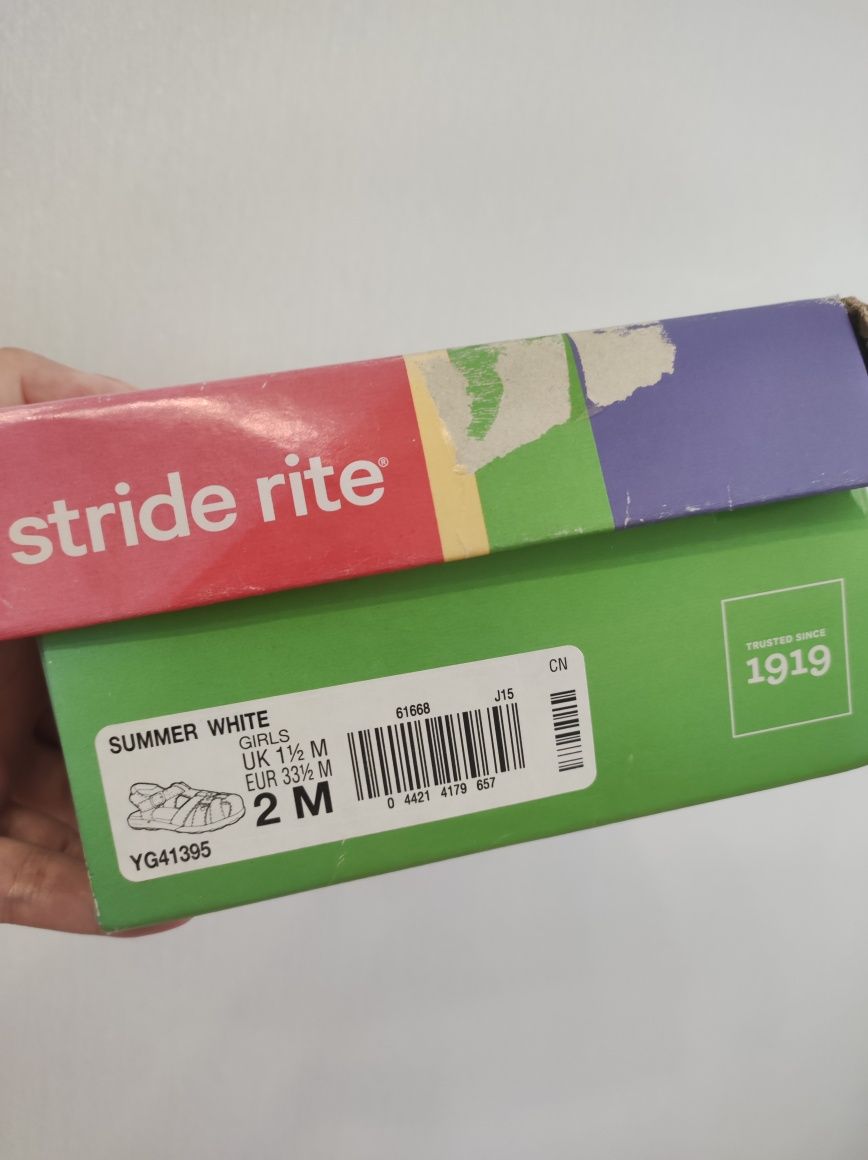 stride rite®
TRUSTED SINCE
1919
SUMMER WHITE
GIRLS
UK 1½ M
EUR 33½ M
2 M
YG41395
61668
J15
0 4421 4179 657
CN